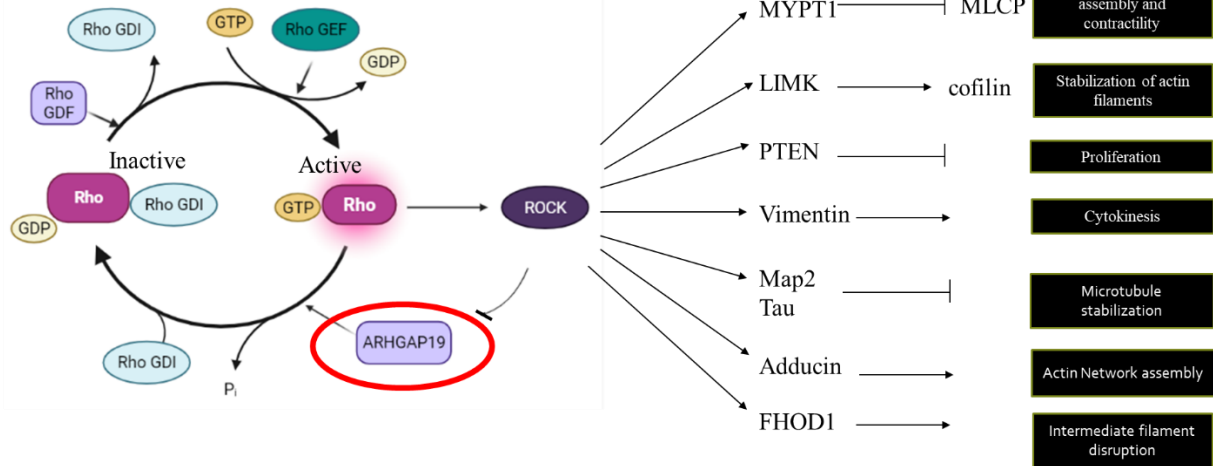 Rho GDI
GTP
Rho GEF
GDP
Rho
GDF
Inactive
Active
Rho
Rho GDI
GDP
GTP
Rho
ROCK
ARHGAP19
Rho GDI
Pi
MYPT1
MLCP
assembly and
contractility
LIMK
cofilin
Stabilization of actin
filaments
PTEN
Proliferation
Vimentin
Cytokinesis
Map2
Tau
Microtubule
stabilization
Adducin
Actin Network assembly
FHOD1
Intermediate filament
disruption